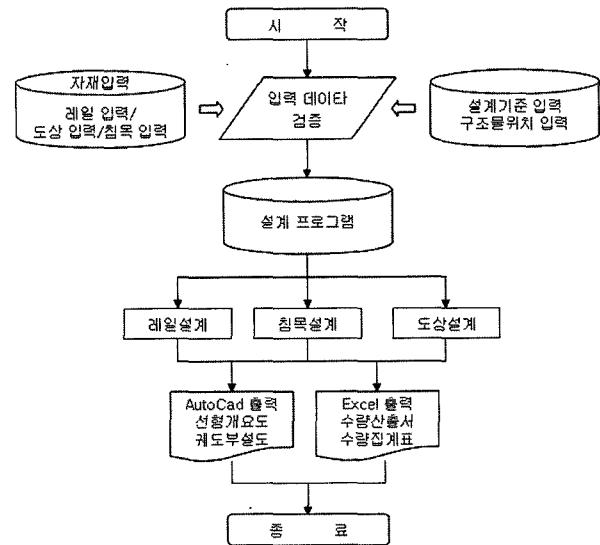 시 작
자재입력
레일 입력/
도상 입력/침목 입력
입력 데이타
검증
설계기준 입력
구조물위치 입력
설계 프로그램
레일설계
침목설계
도상설계
AutoCad 출력
선형개요도
궤도부설도
Excel 출력
수량산출서
수량집계표
종 료